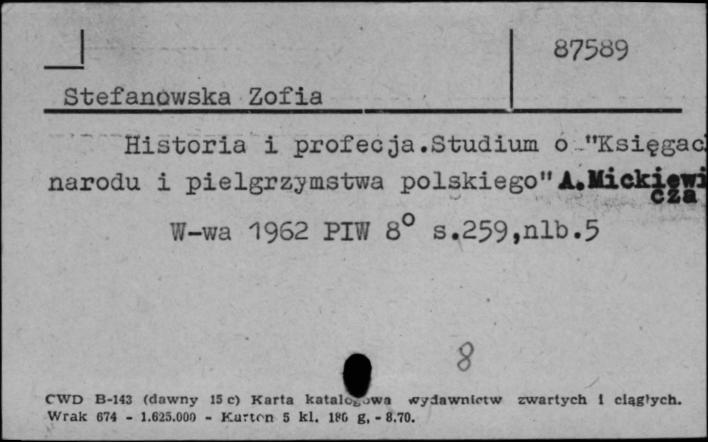 87589
Stefanowska Zofia
Historia i profecja.Studium o "Księgac
narodu i pielgrzymstwa polskiego" A.Mickiewi
cza
W-wa 1962 PIW 8° s.259,nlb.5
8
CWD B-143 (dawny 15 c) Karta katalogowa wydawnictw zwartych i ciągłych.
Wrak 674 - 1.625.000 - Karton 5 kl. 180 g. - 8.70.